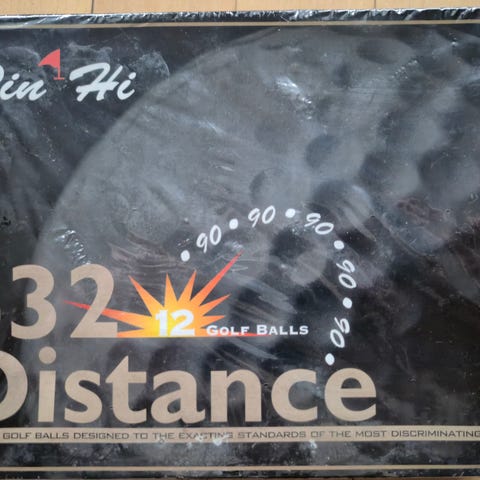 in Hi
90 • 90 • 90 • 90 • 90 •
32
12 GOLF BALLS
Distance
GOLF BALLS DESIGNED TO THE EXACTING STANDARDS OF THE MOST DISCRIMINATING